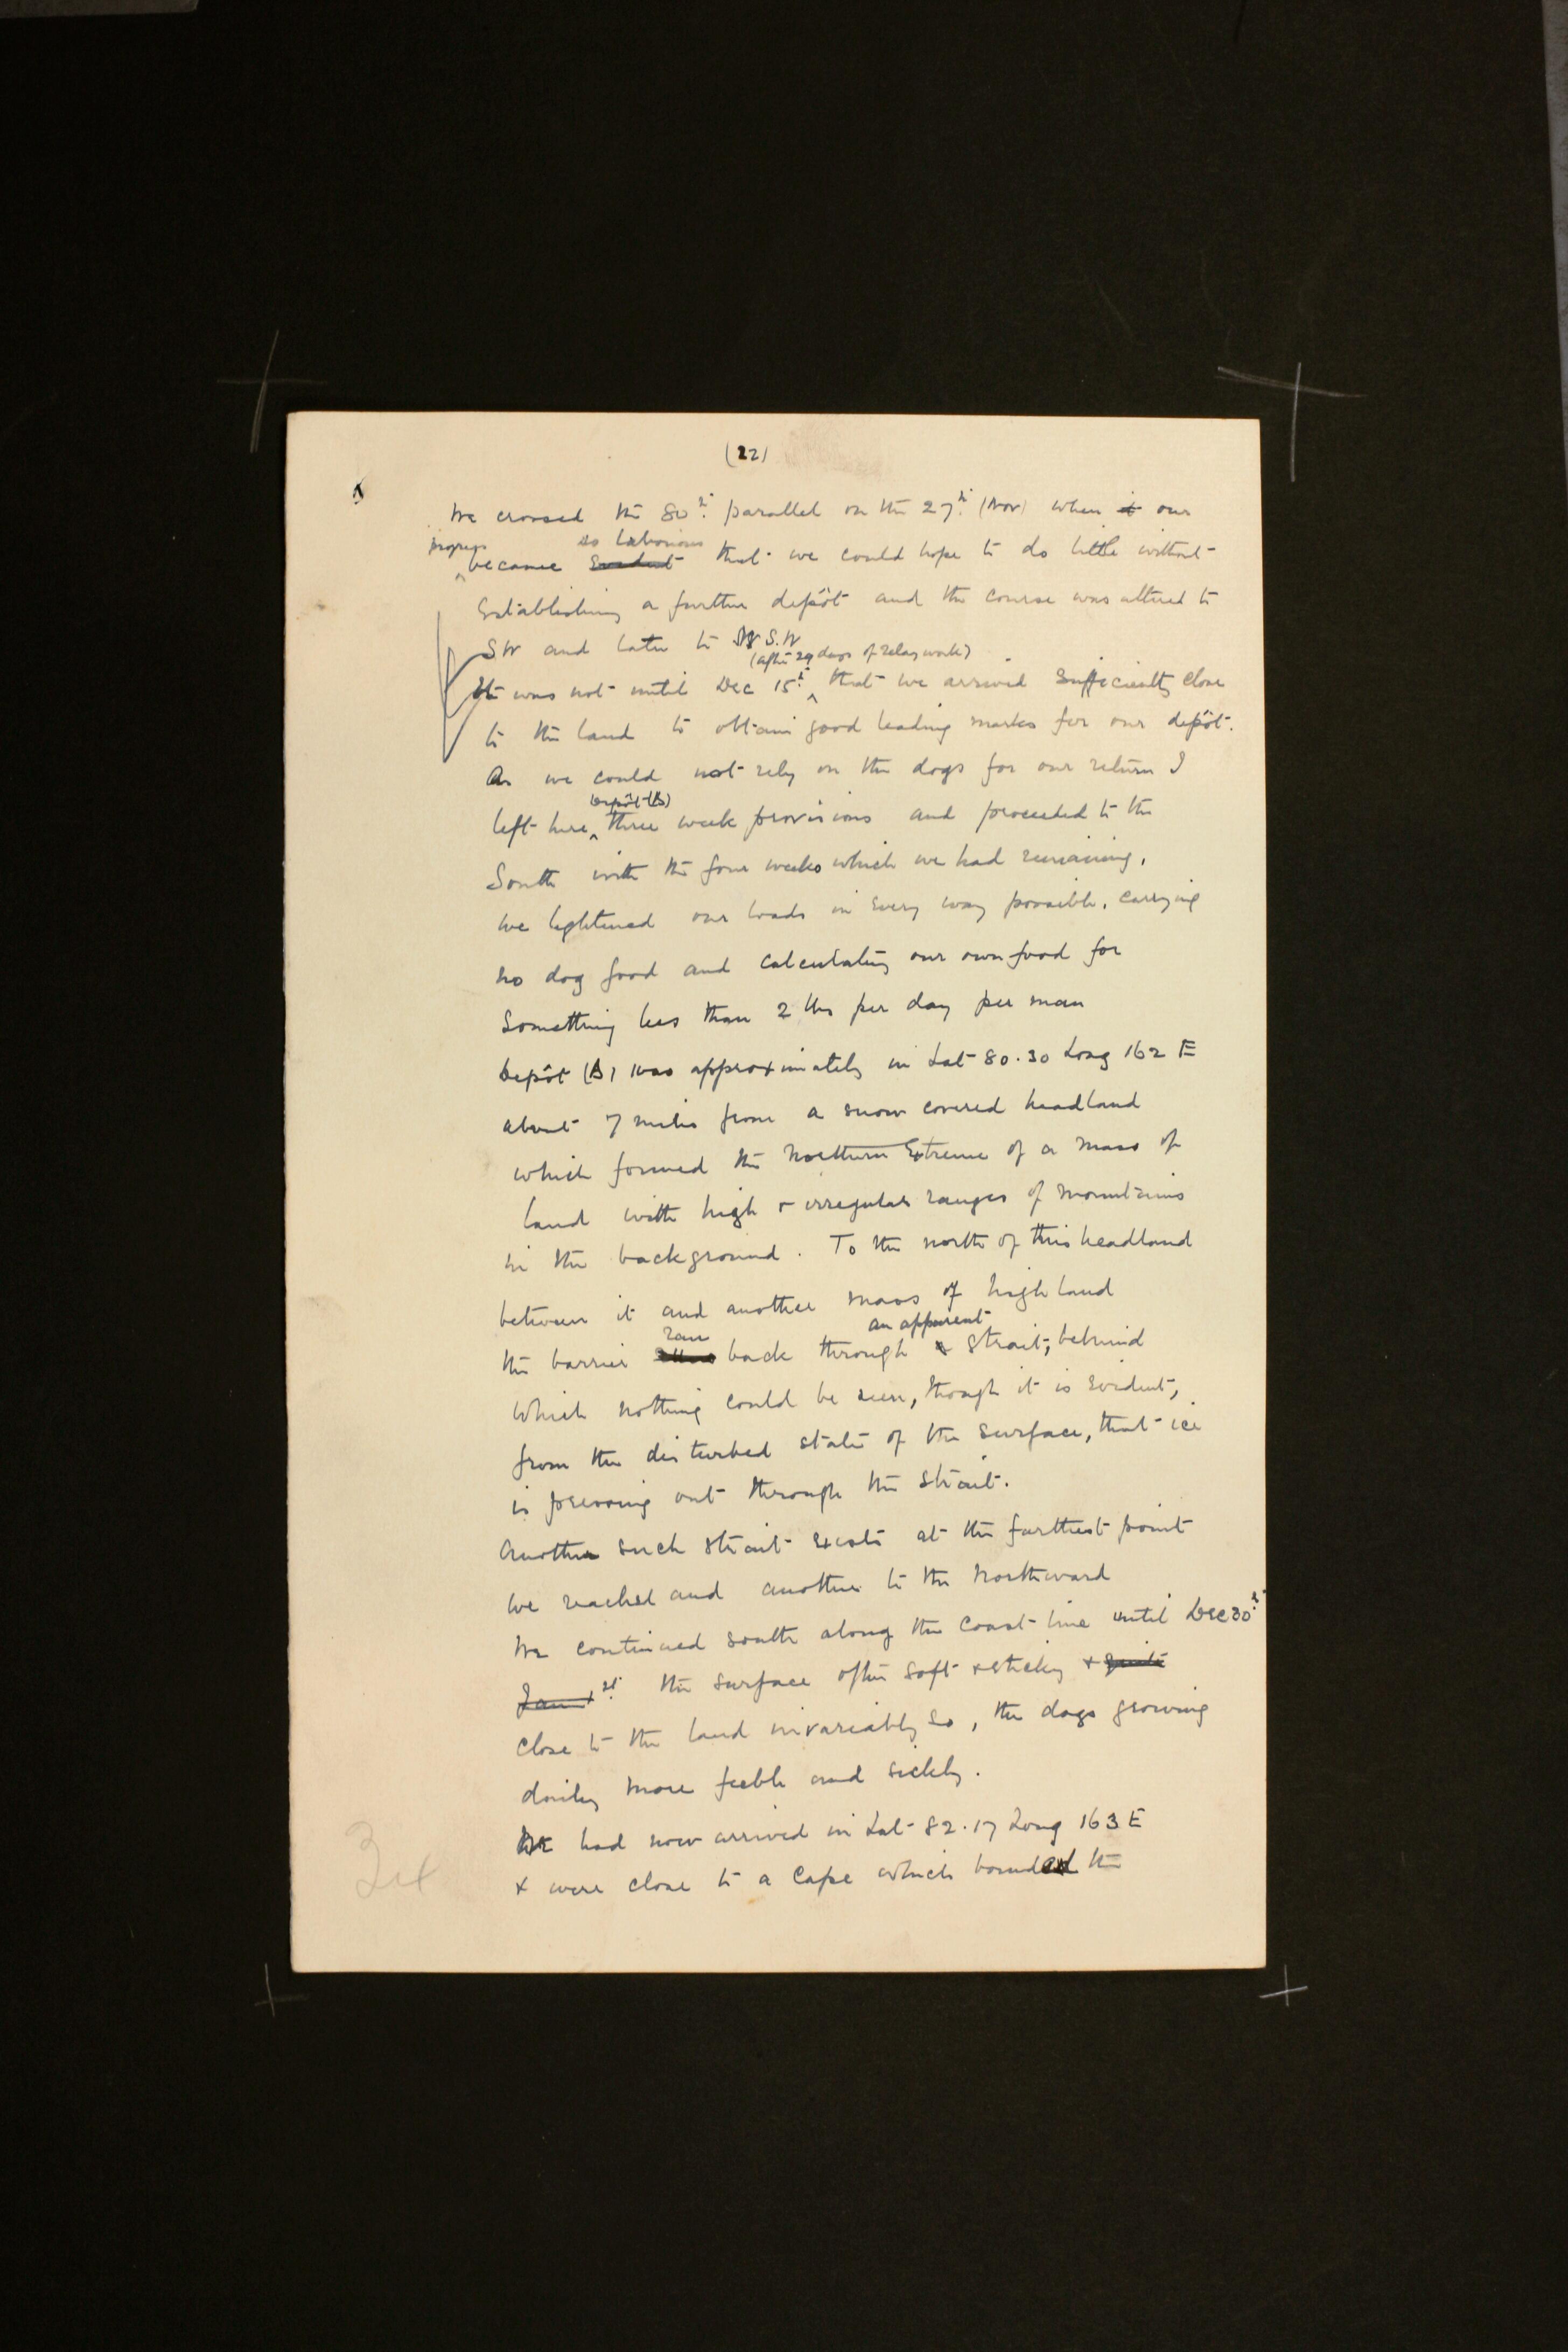 (22)
We crossed the 80th parallel on the 27th (Nov) when it our
progress so laborious
became evident that we could hope to do little without
establishing a further depôt and the course was altered to
SW and later to S.W
(after 29 days of relay work)
It was not until Dec 15th that we arrived sufficiently close
to the land to obtain good leading marks for our depôt.
As we could not rely on the dogs for our return I
Depôt (B)
left here three week provisions and proceeded to the
South with the four weeks which we had remaining.
We lightened our loads in every way possible, carrying
no dog food and calculating our own food for
something less than 2 lbs per day per man
Depôt (B) was approximately in Lat 80.30 Long 162 E
about 7 miles from a snow covered headland
which formed the Northern Extreme of a mass of
land with high & irregular ranges of mountains
in the background. To the north of this headland
between it and another mass of high land
ran an apparent
the barrier back through a strait, behind
which nothing could be seen, though it is evident,
from the disturbed state of the surface, that ice
is pressing out through the strait.
Another such strait exists at the furthest point
we reached and another to the Northward
We continued south along the coast line until Dec 30th
Jan 1st the surface often soft & sticky & quite
close to the land invariably so, the dogs growing
daily more feeble and sickly.
We had now arrived in Lat 82.17 Long 163 E
& were close to a Cape which bounded the